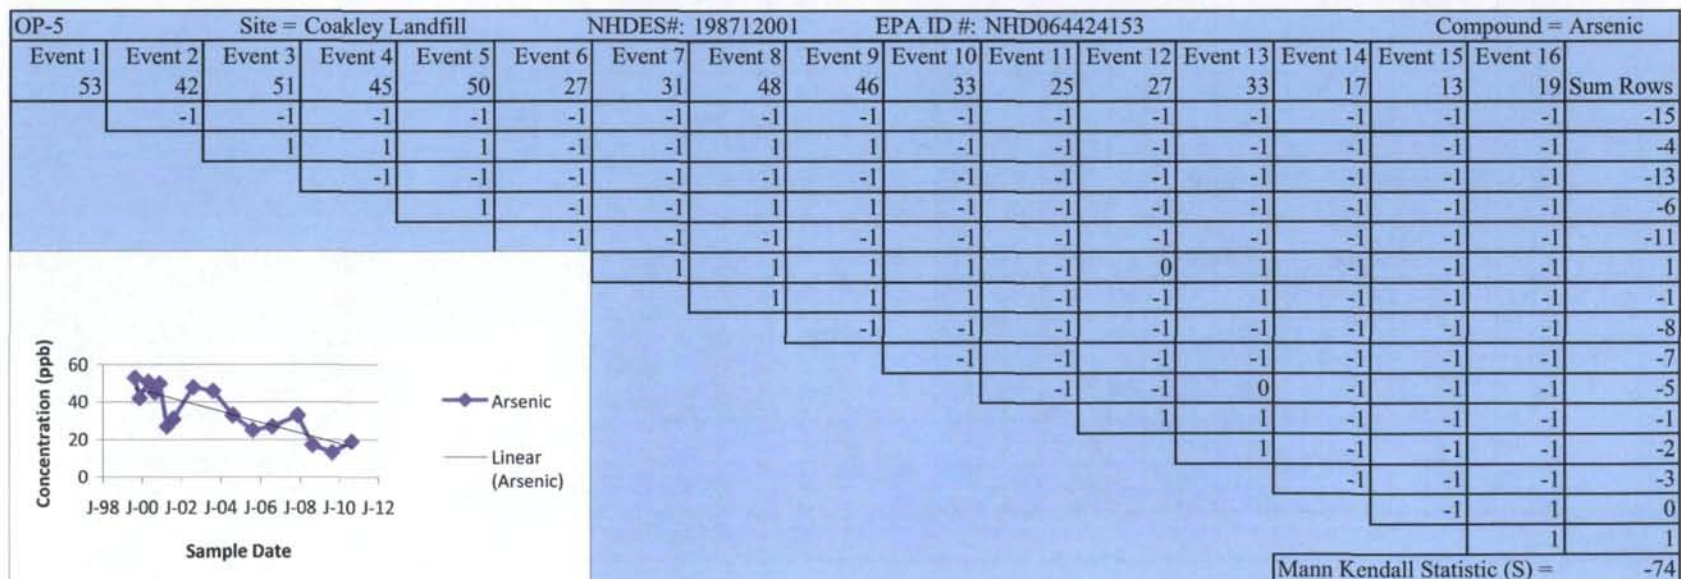 OP-5 Site = Coakley Landfill NHDES#: 198712001 EPA ID #: NHD064424153 Compound = Arsenic
Event 1 Event 2 Event 3 Event 4 Event 5 Event 6 Event 7 Event 8 Event 9 Event 10 Event 11 Event 12 Event 13 Event 14 Event 15 Event 16
53 42 51 45 50 27 31 48 46 33 25 27 33 17 13 19 Sum Rows
-1 -1 -1 -1 -1 -1 -1 -1 -1 -1 -1 -1 -1 -1 -1 -15
1 1 1 -1 -1 1 1 -1 -1 -1 -1 -1 -1 -1 -4
-1 -1 -1 -1 -1 -1 -1 -1 -1 -1 -1 -1 -1 -13
1 -1 -1 1 1 -1 -1 -1 -1 -1 -1 -1 -6
-1 -1 -1 -1 -1 -1 -1 -1 -1 -1 -1 -11
1 1 1 1 -1 0 1 -1 -1 -1 1
1 1 1 -1 -1 1 -1 -1 -1 -1
-1 -1 -1 -1 -1 -1 -1 -1 -8
-1 -1 -1 -1 -1 -1 -1 -7
-1 -1 0 -1 -1 -1 -5
1 1 -1 -1 -1 -1
1 -1 -1 -1 -2
-1 -1 -1 -3
-1 1 0
1 1
Mann Kendall Statistic (S) = -74
Concentration (ppb)
60
40
20
0
J-98 J-00 J-02 J-04 J-06 J-08 J-10 J-12
Sample Date
Arsenic
Linear
(Arsenic)